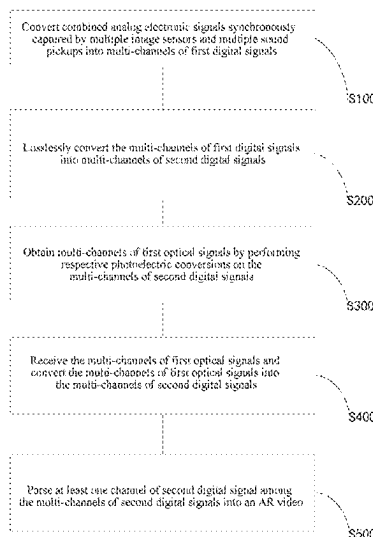 Convert combined analog electronic signals synchronously
captured by multiple image sensors and multiple sound
pickups into multi-channels of first digital signals
S100
Losslessly convert the multi-channels of first digital signals
into multi-channels of second digital signals
S200
Obtain multi-channels of first optical signals by performing
respective photoelectric conversions on the
multi-channels of second digital signals
S300
Receive the multi-channels of first optical signals and
convert the multi-channels of first optical signals into
the multi-channels of second digital signals
S400
Parse at least one channel of second digital signal among
the multi-channels of second digital signals into an AR video
S500